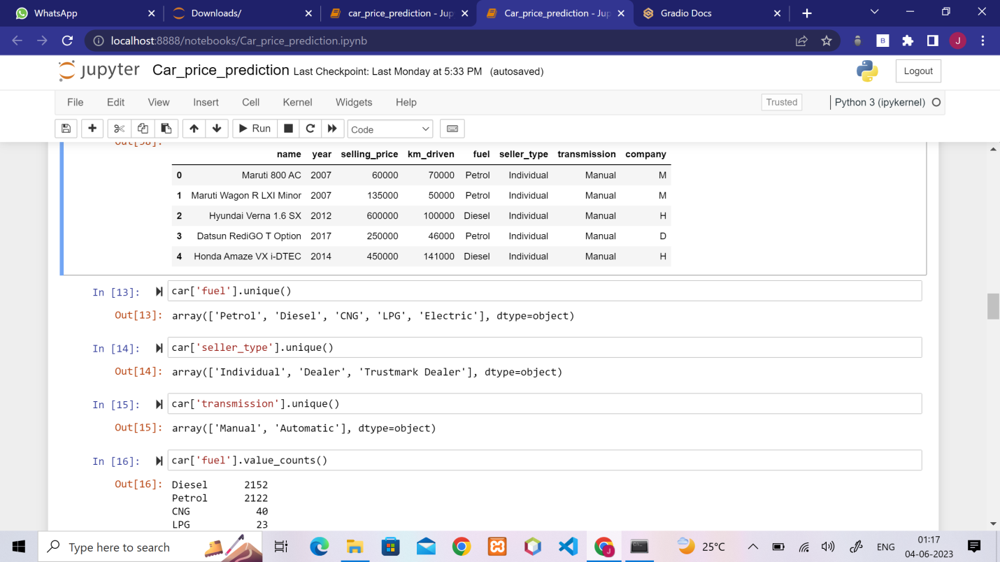 WhatsApp
Downloads/
car_price_prediction - Jup
Car_price_prediction - Jup
Gradio Docs
localhost:8888/notebooks/Car_price_prediction.ipynb
B
J
jupyter Car_price_prediction Last Checkpoint: Last Monday at 5:33 PM (autosaved)
Logout
File Edit View Insert Cell Kernel Widgets Help
Trusted
Python 3 (ipykernel)
Run
Code
name year selling_price km_driven fuel seller_type transmission company
0 Maruti 800 AC 2007 60000 70000 Petrol Individual Manual M
1 Maruti Wagon R LXI Minor 2007 135000 50000 Petrol Individual Manual M
2 Hyundai Verna 1.6 SX 2012 600000 100000 Diesel Individual Manual H
3 Datsun RediGO T Option 2017 250000 46000 Petrol Individual Manual D
4 Honda Amaze VX i-DTEC 2014 450000 141000 Diesel Individual Manual H
In [13]: car['fuel'].unique()
Out[13]: array(['Petrol', 'Diesel', 'CNG', 'LPG', 'Electric'], dtype=object)
In [14]: car['seller_type'].unique()
Out[14]: array(['Individual', 'Dealer', 'Trustmark Dealer'], dtype=object)
In [15]: car['transmission'].unique()
Out[15]: array(['Manual', 'Automatic'], dtype=object)
In [16]: car['fuel'].value_counts()
Out[16]: Diesel 2152
Petrol 2122
CNG 40
LPG 23
Type here to search
25°C
ENG
01:17
04-06-2023